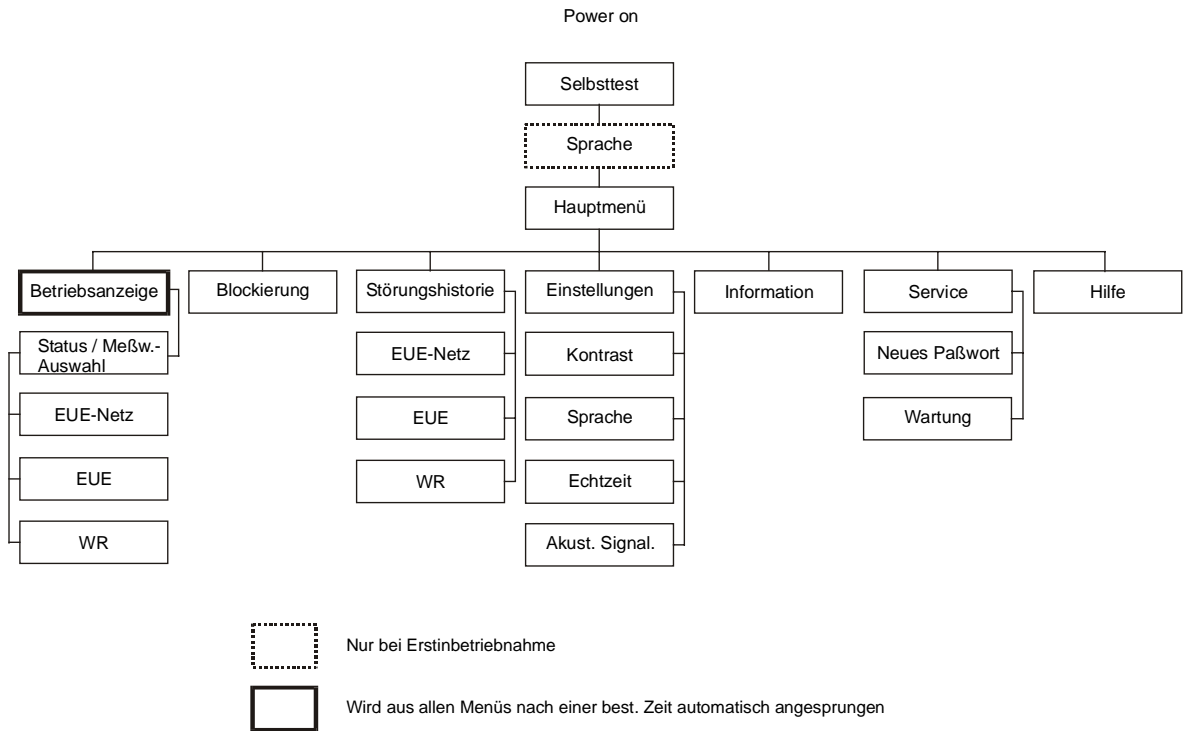 Power on
Selbsttest
Sprache
Hauptmenü
Betriebsanzeige
Blockierung
Störungshistorie
Einstellungen
Information
Service
Hilfe
Status / Meßw.-
Auswahl
EUE-Netz
Kontrast
Neues Paßwort
EUE-Netz
EUE
Sprache
Wartung
EUE
WR
Echtzeit
WR
Akust. Signal.
Nur bei Erstinbetriebnahme
Wird aus allen Menüs nach einer best. Zeit automatisch angesprungen